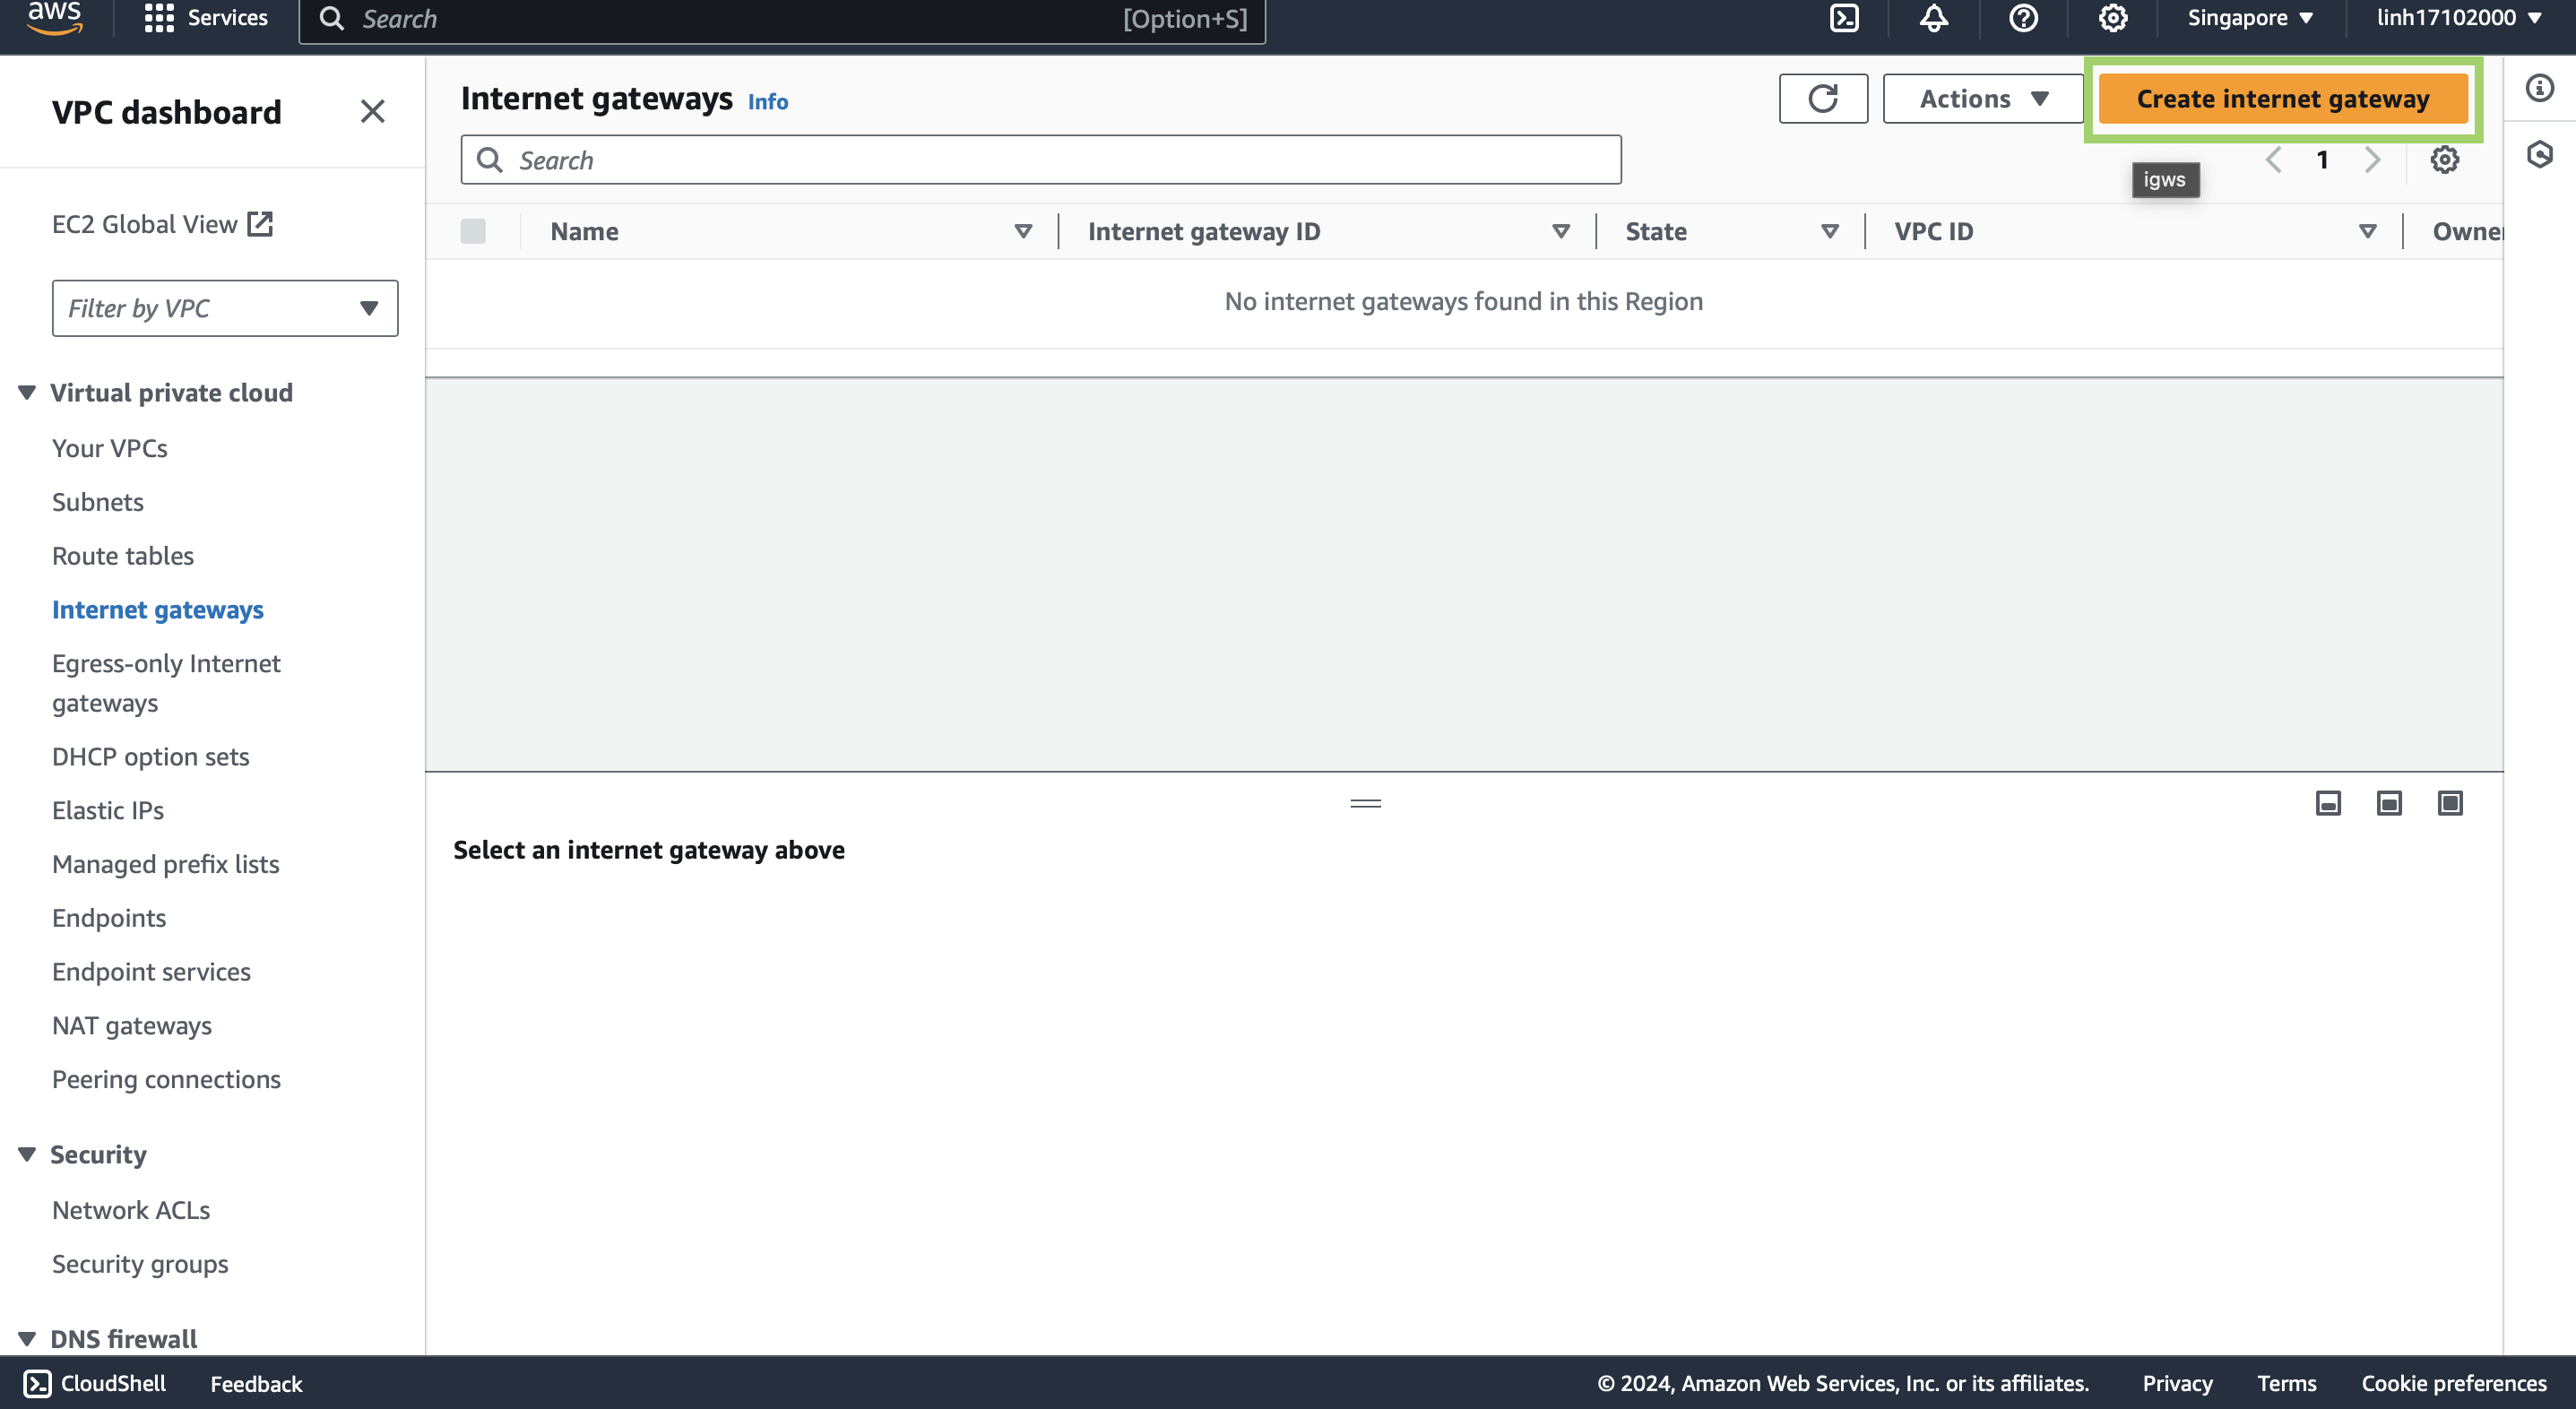 aws
Services
Search
[Option+S]
Singapore
linh17102000
VPC dashboard
EC2 Global View
Filter by VPC
Virtual private cloud
Your VPCs
Subnets
Route tables
Internet gateways
Egress-only Internet
gateways
DHCP option sets
Elastic IPs
Managed prefix lists
Endpoints
Endpoint services
NAT gateways
Peering connections
Security
Network ACLs
Security groups
DNS firewall
Internet gateways Info
Actions
Create internet gateway
Search
1
igws
Name
Internet gateway ID
State
VPC ID
Owner
No internet gateways found in this Region
Select an internet gateway above
CloudShell
Feedback
© 2024, Amazon Web Services, Inc. or its affiliates.
Privacy
Terms
Cookie preferences